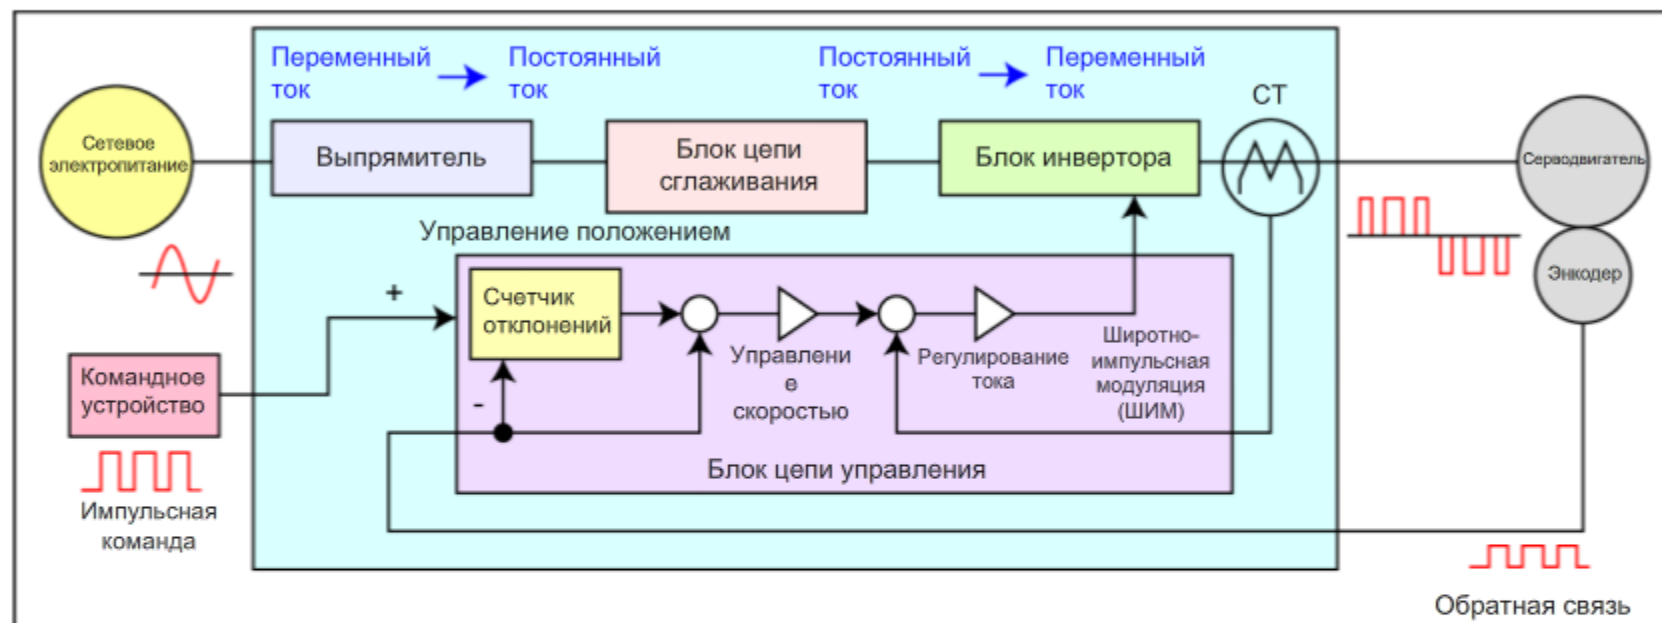 Переменный
ток
Постоянный
ток
Постоянный
ток
Переменный
ток
СТ
Сетевое
электропитание
Выпрямитель
Блок цепи
сглаживания
Блок инвертора
Серводвигатель
Энкодер
Управление положением
+
Счетчик
отклонений
-
Управлени
е
скоростью
Регулирование
тока
Широтно-
импульсная
модуляция
(ШИМ)
Командное
устройство
Блок цепи управления
Импульсная
команда
Обратная связь